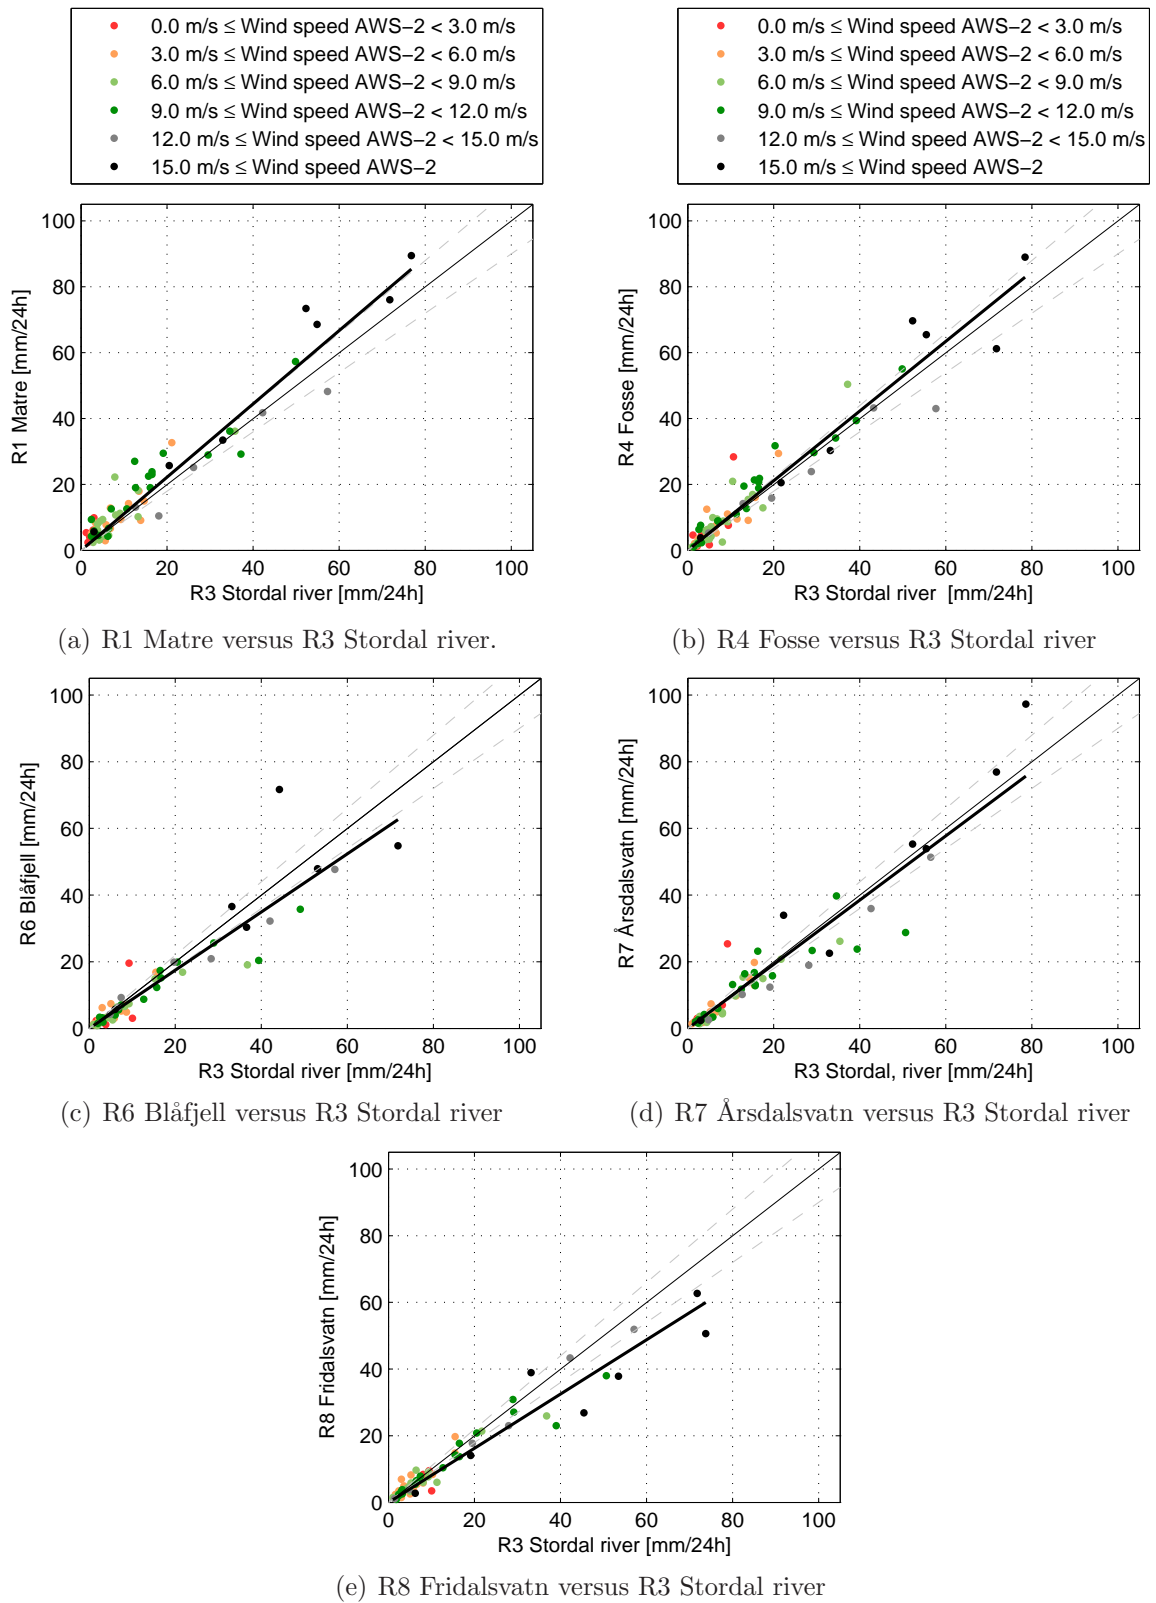 0.0 m/s ≤ Wind speed AWS−2 < 3.0 m/s
3.0 m/s ≤ Wind speed AWS−2 < 6.0 m/s
6.0 m/s ≤ Wind speed AWS−2 < 9.0 m/s
9.0 m/s ≤ Wind speed AWS−2 < 12.0 m/s
12.0 m/s ≤ Wind speed AWS−2 < 15.0 m/s
15.0 m/s ≤ Wind speed AWS−2
0.0 m/s ≤ Wind speed AWS−2 < 3.0 m/s
3.0 m/s ≤ Wind speed AWS−2 < 6.0 m/s
6.0 m/s ≤ Wind speed AWS−2 < 9.0 m/s
9.0 m/s ≤ Wind speed AWS−2 < 12.0 m/s
12.0 m/s ≤ Wind speed AWS−2 < 15.0 m/s
15.0 m/s ≤ Wind speed AWS−2
R1 Matre [mm/24h]
100
80
60
40
20
0
0 20 40 60 80 100
R3 Stordal river [mm/24h]
(a) R1 Matre versus R3 Stordal river.
R4 Fosse [mm/24h]
100
80
60
40
20
0
0 20 40 60 80 100
R3 Stordal river [mm/24h]
(b) R4 Fosse versus R3 Stordal river
R6 Blåfjell [mm/24h]
100
80
60
40
20
0
0 20 40 60 80 100
R3 Stordal river [mm/24h]
(c) R6 Blåfjell versus R3 Stordal river
R7 Årsdalsvatn [mm/24h]
100
80
60
40
20
0
0 20 40 60 80 100
R3 Stordal, river [mm/24h]
(d) R7 Årsdalsvatn versus R3 Stordal river
R8 Fridalsvatn [mm/24h]
100
80
60
40
20
0
0 20 40 60 80 100
R3 Stordal river [mm/24h]
(e) R8 Fridalsvatn versus R3 Stordal river